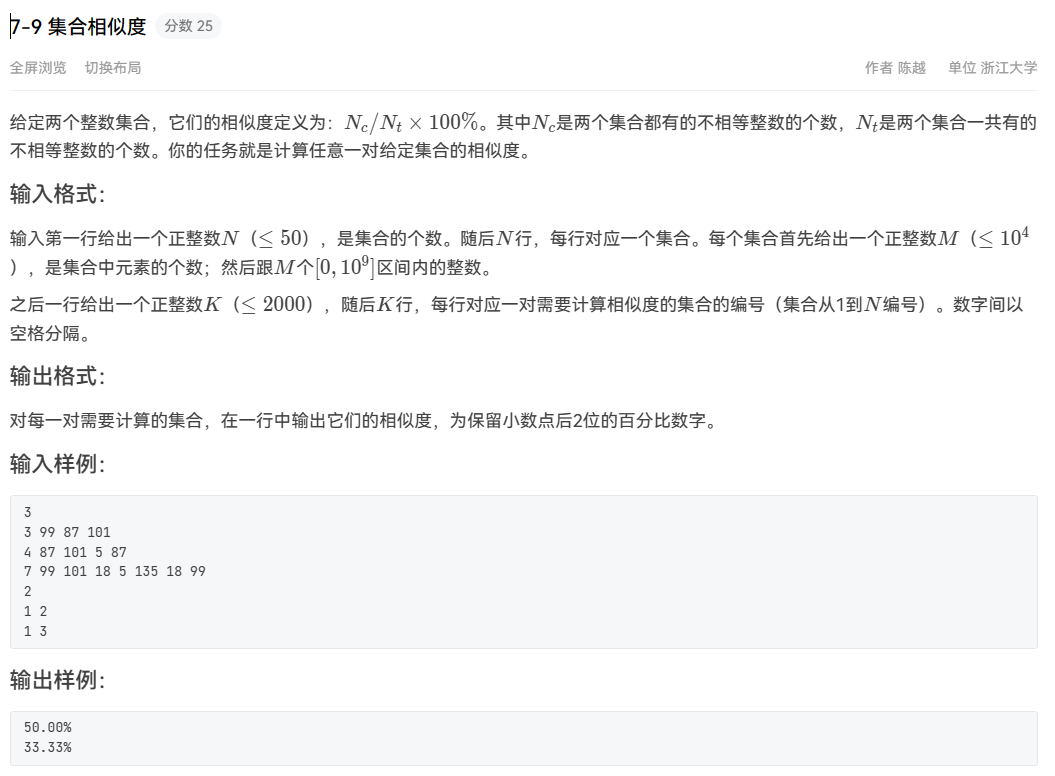 7-9 集合相似度 分数 25
全屏浏览 切换布局 作者 陈越 单位 浙江大学
给定两个整数集合，它们的相似度定义为：Nc/Nt × 100%。其中Nc是两个集合都有的不相等整数的个数，Nt是两个集合一共有的
不相等整数的个数。你的任务就是计算任意一对给定集合的相似度。
输入格式：
输入第一行给出一个正整数N（≤ 50），是集合的个数。随后N行，每行对应一个集合。每个集合首先给出一个正整数M（≤ 10^4
），是集合中元素的个数；然后跟M个[0, 10^9]区间内的整数。
之后一行给出一个正整数K（≤ 2000），随后K行，每行对应一对需要计算相似度的集合的编号（集合从1到N编号）。数字间以
空格分隔。
输出格式：
对每一对需要计算的集合，在一行中输出它们的相似度，为保留小数点后2位的百分比数字。
输入样例：
3
3 99 87 101
4 87 101 5 87
7 99 101 18 5 135 18 99
2
1 2
1 3
输出样例：
50.00%
33.33%